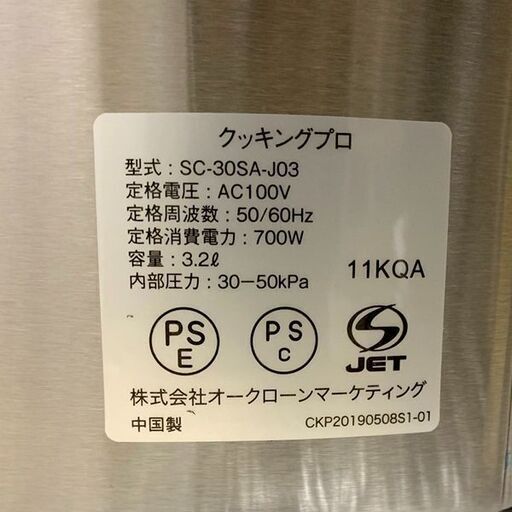 クッキングプロ
型式：SC-30SA-J03
定格電圧：AC100V
定格周波数：50/60Hz
定格消費電力：700W
容量：3.2ℓ
内部圧力：30－50kPa
11KQA
PS
E
PS
C
JET
株式会社オークローンマーケティング
中国製
CKP20190508S1-01